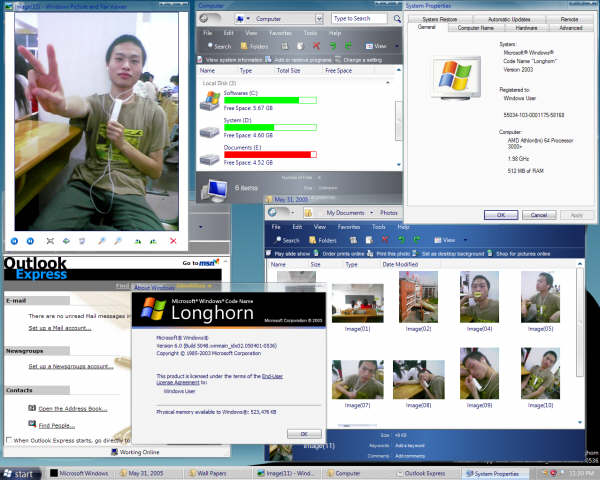 Image(11) - Windows Picture and Fax Viewer
Computer
Computer
Type to Search
File Edit View Favorites Tools Help
Search Folders View
View system information Add or remove programs Change a setting
Name Type Total Size Free Space
Local Disk (3)
Softwares (C)
Free Space: 5.67 GB
System (D)
Free Space: 4.60 GB
Documents (E)
Free Space: 4.52 GB
6 items
System Properties
System Restore Automatic Updates Remote
General Computer Name Hardware Advanced
System:
Microsoft® Windows®
Code Name "Longhorn"
Version 2003
Registered to:
Windows User
55034-103-0001175-58168
Computer:
AMD Athlon(tm) 64 Processor
3000+
1.98 GHz
512 MB of RAM
OK Cancel Apply
May 31, 2005
My Documents Photos
File Edit View Favorites Tools Help
Search Folders View
Play slide show Order prints online Print this photo Set as desktop background Shop for pictures online
Name Size Type Date Modified
Image(01) Image(02) Image(04) Image(05)
Image(07) Image(08) Image(09) Image(10)
Size:
Keywords: Add a keyword
Comments: Add comments
Image(11)
Outlook
Express
Go to msn
E-mail
There are no unread Mail messages
Set up a Mail account...
Newsgroups
Set up a Newsgroups account...
Contacts
Open the Address Book...
Find People...
When Outlook Express starts, go directly to
Working Online
About Windows
Microsoft® Windows® Code Name
Longhorn
Microsoft Corporation © 2005
Microsoft® Windows®
Version 6.0 (Build 5048.winmain_idx02.050401-0536)
Copyright © 1985-2003 Microsoft Corporation
This product is licensed under the terms of the End-User
License Agreement to:
Windows User
Physical memory available to Windows®: 523,476 KB
OK
start Microsoft Windows May 31, 2005 Wall Papers Image(11) - Wind... Computer Outlook Express System Properties